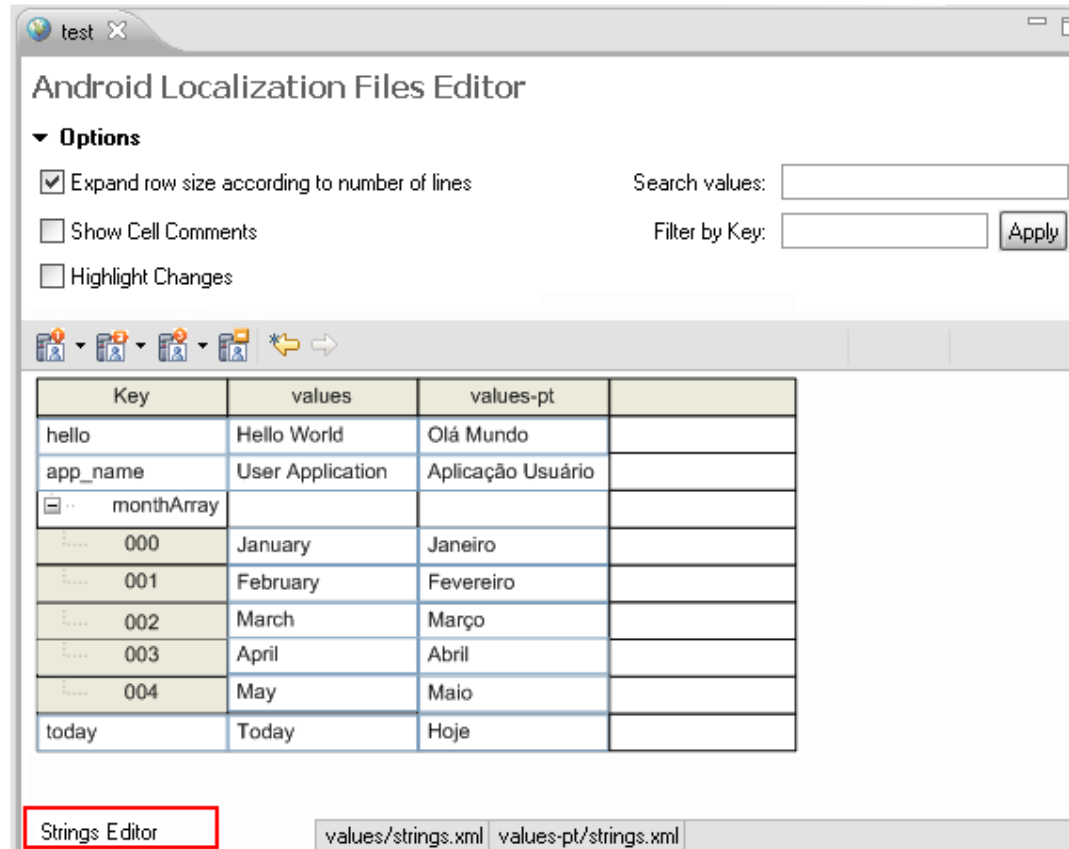 test
Android Localization Files Editor
Options
Expand row size according to number of lines Search values:
Show Cell Comments Filter by Key: Apply
Highlight Changes
Key values values-pt
hello Hello World Olá Mundo
app_name User Application Aplicação Usuário
monthArray
000 January Janeiro
001 February Fevereiro
002 March Março
003 April Abril
004 May Maio
today Today Hoje
Strings Editor values/strings.xml values-pt/strings.xml